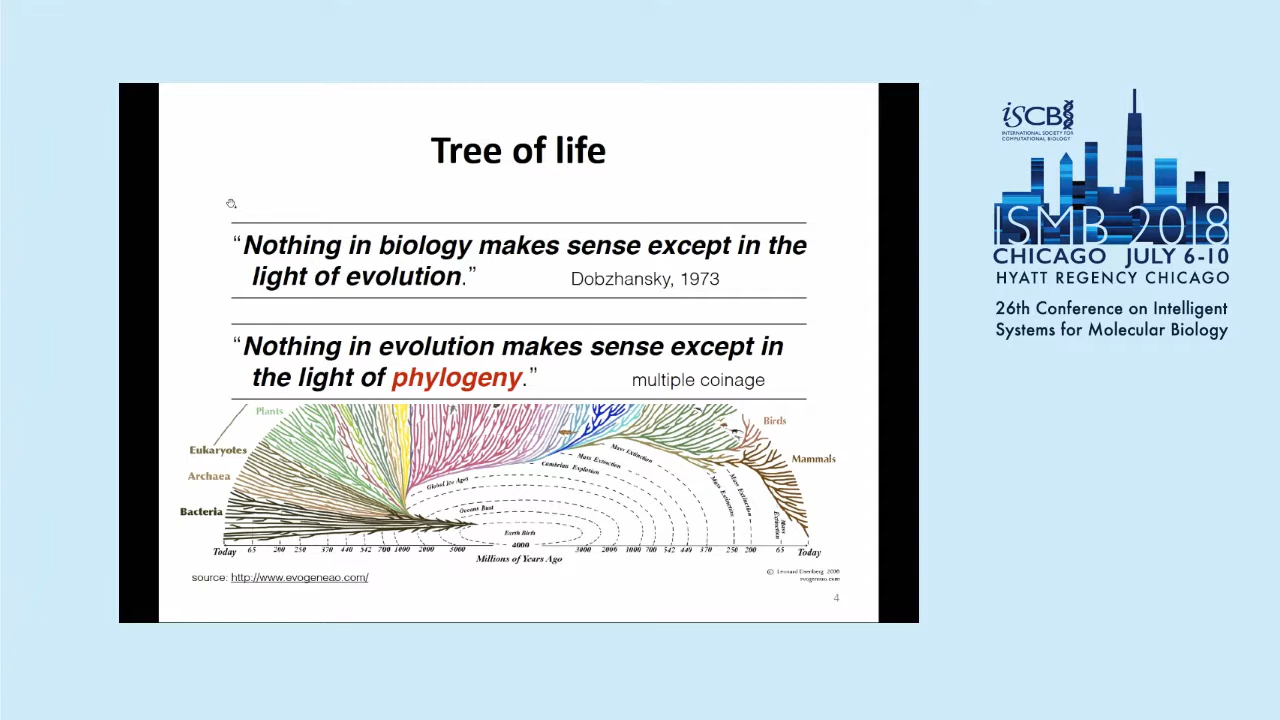 Tree of life
“Nothing in biology makes sense except in the
light of evolution.” Dobzhansky, 1973
“Nothing in evolution makes sense except in
the light of phylogeny.” multiple coinage
Plants
Birds
Eukaryotes
Mammals
Archaea
Bacteria
Mass Extinction
Mass Extinction
Cambrian Explosion
Global Ice Ages
Mass Extinction
Mass Extinction
Mass Extinction
Oceans Rust
Earth Birth
Today 65 200 250 370 440 542 700 1000 2000 3000 4000 3000 2000 1000 700 542 440 370 250 200 65 Today
Millions of Years Ago
source: http://www.evogeneao.com/
© Leonard Eisenberg 2008
evogeneao.com
4
iSCB
INTERNATIONAL SOCIETY FOR
COMPUTATIONAL BIOLOGY
ISMB 2018
CHICAGO JULY 6-10
HYATT REGENCY CHICAGO
26th Conference on Intelligent
Systems for Molecular Biology